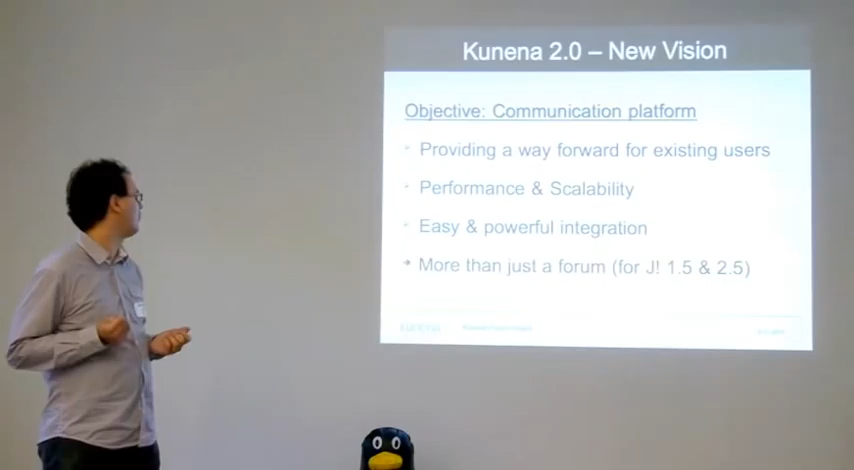 Kunena 2.0 – New Vision
Objective: Communication platform
Providing a way forward for existing users
Performance & Scalability
Easy & powerful integration
More than just a forum (for J! 1.5 & 2.5)